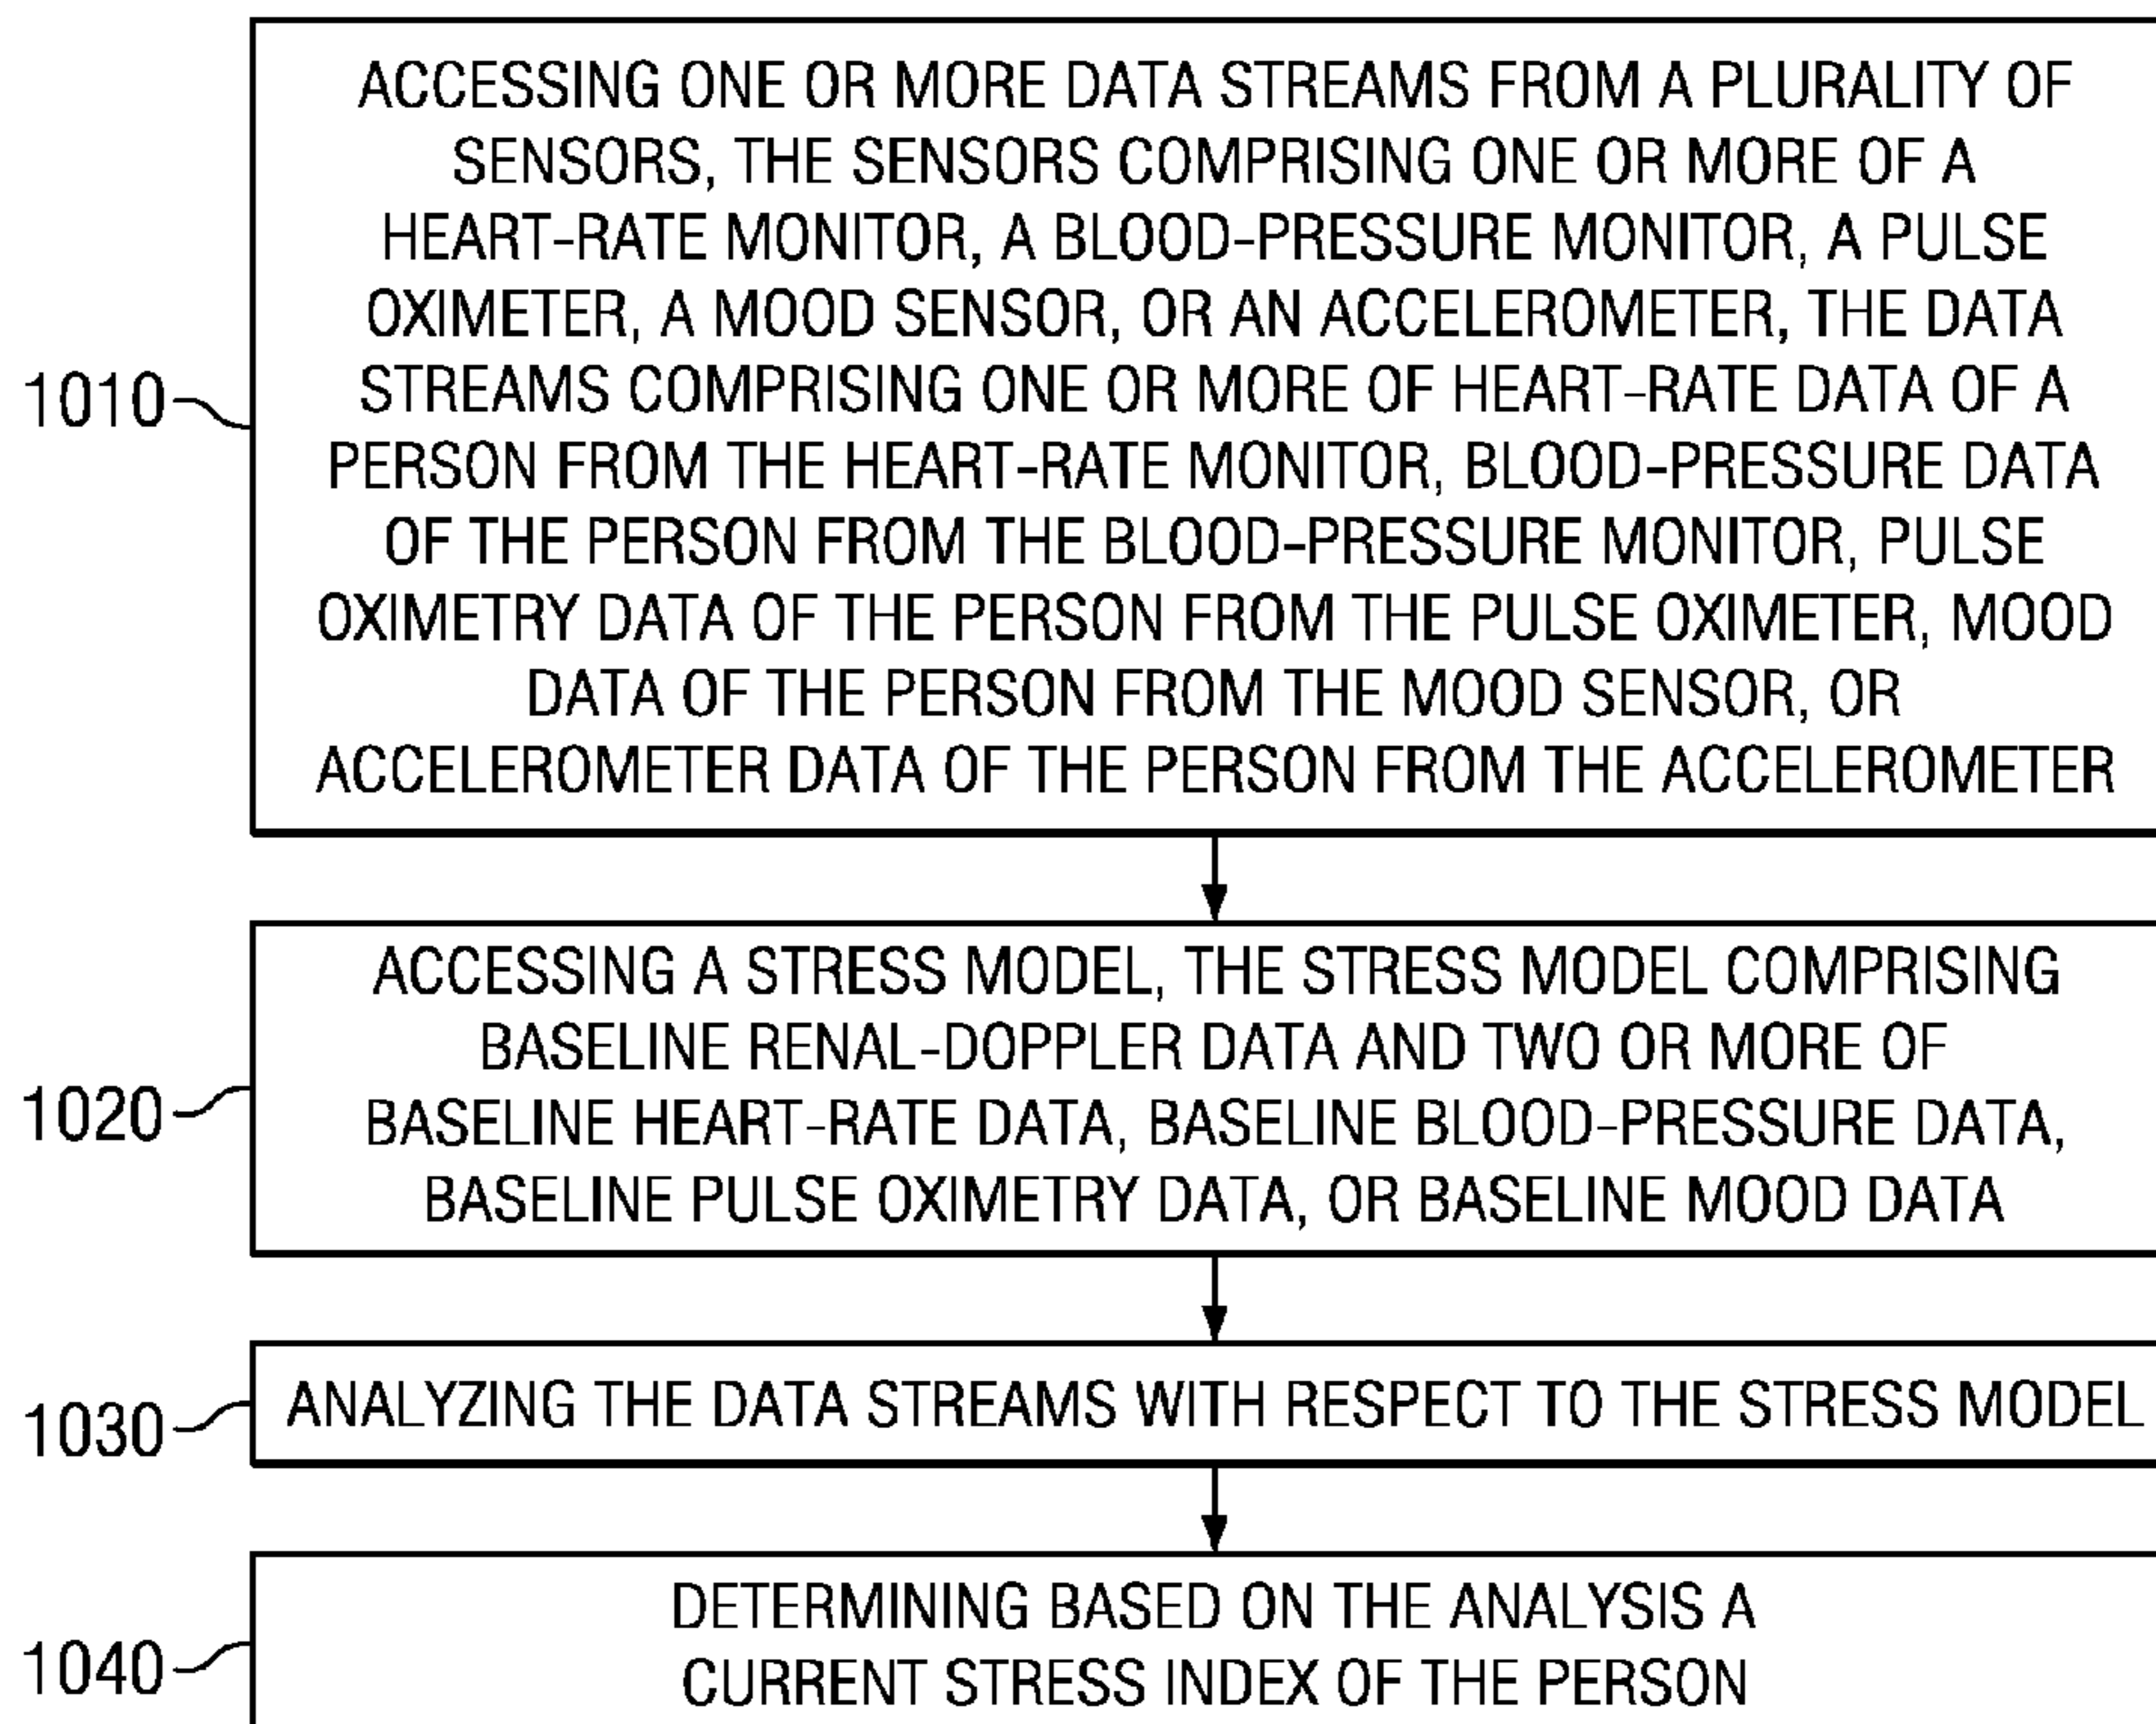 ACCESSING ONE OR MORE DATA STREAMS FROM A PLURALITY OF
SENSORS, THE SENSORS COMPRISING ONE OR MORE OF A
HEART-RATE MONITOR, A BLOOD-PRESSURE MONITOR, A PULSE
OXIMETER, A MOOD SENSOR, OR AN ACCELEROMETER, THE DATA
1010
STREAMS COMPRISING ONE OR MORE OF HEART-RATE DATA OF A
PERSON FROM THE HEART-RATE MONITOR, BLOOD-PRESSURE DATA
OF THE PERSON FROM THE BLOOD-PRESSURE MONITOR, PULSE
OXIMETRY DATA OF THE PERSON FROM THE PULSE OXIMETER, MOOD
DATA OF THE PERSON FROM THE MOOD SENSOR, OR
ACCELEROMETER DATA OF THE PERSON FROM THE ACCELEROMETER
ACCESSING A STRESS MODEL, THE STRESS MODEL COMPRISING
BASELINE RENAL-DOPPLER DATA AND TWO OR MORE OF
1020
BASELINE HEART-RATE DATA, BASELINE BLOOD-PRESSURE DATA,
BASELINE PULSE OXIMETRY DATA, OR BASELINE MOOD DATA
1030
ANALYZING THE DATA STREAMS WITH RESPECT TO THE STRESS MODEL
DETERMINING BASED ON THE ANALYSIS A
1040
CURRENT STRESS INDEX OF THE PERSON